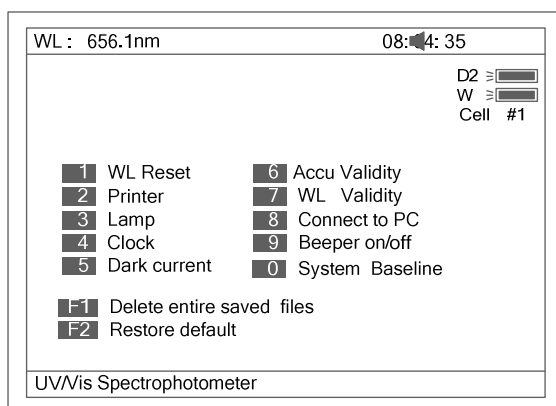 WL: 656.1nm 08: 4: 35
D2
W
Cell #1
1 WL Reset
2 Printer
3 Lamp
4 Clock
5 Dark current
6 Accu Validity
7 WL Validity
8 Connect to PC
9 Beeper on/off
0 System Baseline
F1 Delete entire saved files
F2 Restore default
UV/Vis Spectrophotometer